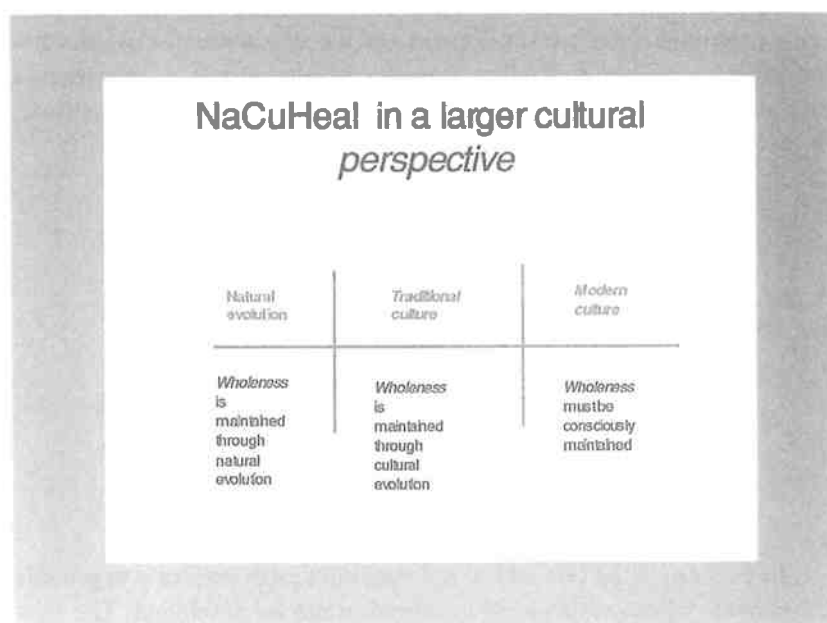 NaCuHeal in a larger cultural
perspective
Natural
evolution
Traditional
culture
Modern
culture
Wholeness
is
maintained
through
natural
evolution
Wholeness
is
maintained
through
cultural
evolution
Wholeness
must be
consciously
maintained